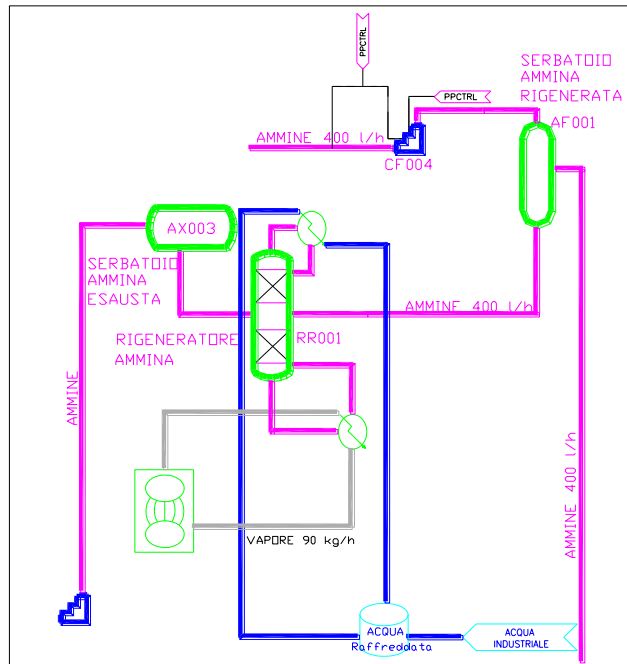 PPCTRL
SERBATOIO
AMMINA
RIGENERATA
PPCTRL
AF001
AMMINE 400 l/h
CF004
AX003
SERBATOIO
AMMINA
ESAUSTA
AMMINE 400 l/h
RIGENERATORE
AMMINA
RR001
AMMINE
AMMINE 400 l/h
VAPORE 90 kg/h
ACQUA
Raffreddata
ACQUA
INDUSTRIALE